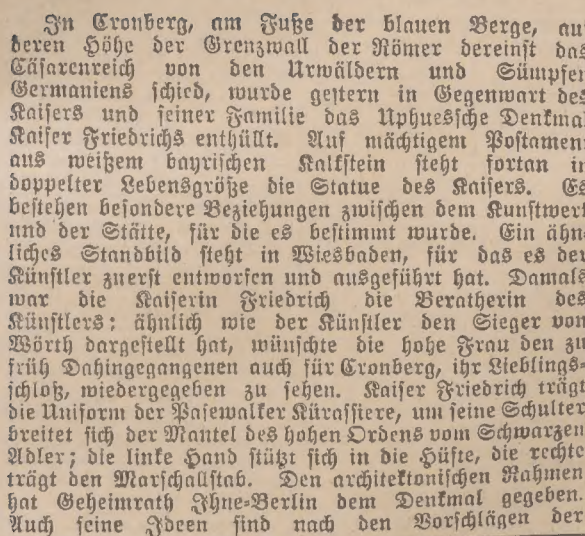 In Cronberg, am Fuße der blauen Berge, au
deren Höhe der Grenzwall der Römer dereinst das
Cäsarenreich von den Urwäldern und Sümpfen
Germaniens schied, wurde gestern in Gegenwart des
Kaisers und seiner Familie das Uphuessche Denkmal
Kaiser Friedrichs enthüllt. Auf mächtigem Postament
aus weißem bayrischen Kalkstein steht fortan in
doppelter Lebensgröße die Statue des Kaisers. Es
bestehen besondere Beziehungen zwischen dem Kunstwerk
und der Stätte, für die es bestimmt wurde. Ein ähn-
liches Standbild steht in Wiesbaden, für das es der
Künstler zuerst entworfen und ausgeführt hat. Damals
war die Kaiserin Friedrich die Beratherin des
Künstlers; ähnlich wie der Künstler den Sieger von
Wörth dargestellt hat, wünschte die hohe Frau den zu
früh Dahingegangenen auch für Cronberg, ihr Lieblings-
schloß, wiedergegeben zu sehen. Kaiser Friedrich trägt
die Uniform der Pasewalker Kürassiere, um seine Schulter
breitet sich der Mantel des hohen Ordens vom Schwarzen
Adler; die linke Hand stützt sich in die Hüfte, die rechte
trägt den Marschallstab. Den architektonischen Rahmen
hat Geheimrath Ihne-Berlin dem Denkmal gegeben.
Auch seine Ideen sind nach den Vorschlägen der